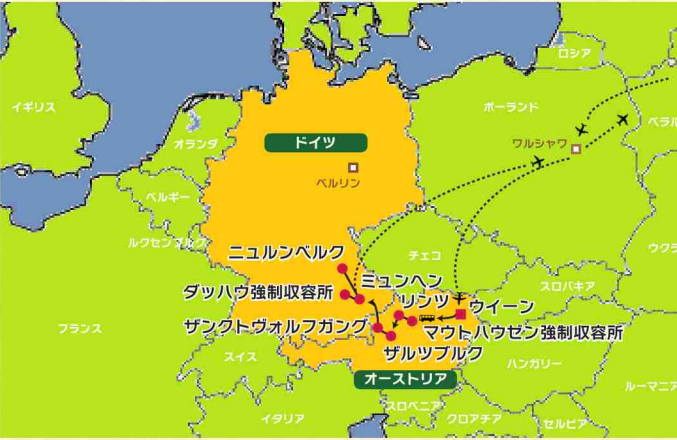 ロシア
イギリス
ポーランド
ベラル
オランダ
ドイツ
ワルシャワ
ベルギー
ベルリン
ルクセンブルグ
ニュルンベルク
チェコ
ウクラ
ダッハウ強制収容所
ミュンヘン
スロバキア
リンツ
ウイーン
フランス
ザンクトヴォルフガング
マウトハウゼン強制収容所
スイス
ザルツブルク
ハンガリー
オーストリア
ルーマニア
スロベニア
イタリア
クロアチア
セルビア